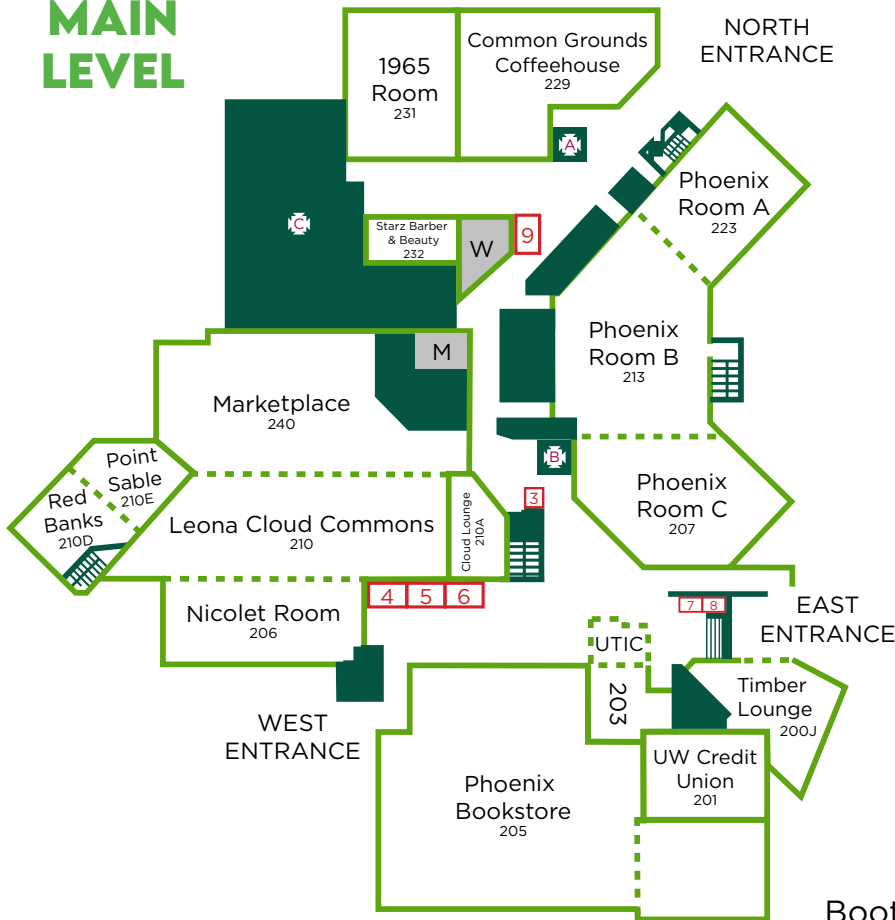 MAIN
LEVEL
NORTH
ENTRANCE
1965
Room
231
Common Grounds
Coffeehouse
229
A
Phoenix
Room A
223
C
Starz Barber
& Beauty
232
W
9
Phoenix
Room B
213
M
Marketplace
240
B
Point
Sable
210E
Red
Banks
210D
Leona Cloud Commons
210
Cloud Lounge
210A
3
Phoenix
Room C
207
4
5
6
Nicolet Room
206
7
8
EAST
ENTRANCE
UTIC
203
Timber
Lounge
200J
WEST
ENTRANCE
UW Credit
Union
201
Phoenix
Bookstore
205
Boot